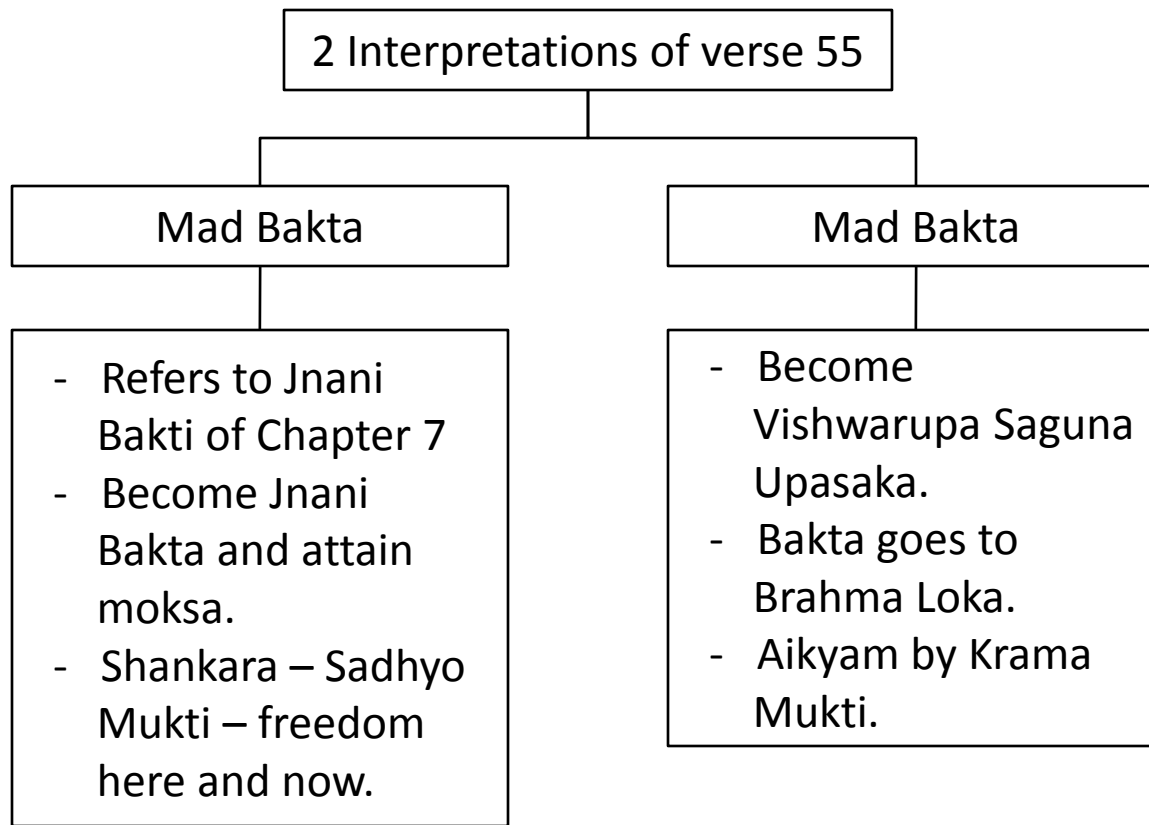 2 Interpretations of verse 55
Mad Bakta
Mad Bakta
- Refers to Jnani
Bakti of Chapter 7
- Become Jnani
Bakta and attain
moksa.
- Shankara – Sadhyo
Mukti – freedom
here and now.
- Become
Vishwarupa Saguna
Upasaka.
- Bakta goes to
Brahma Loka.
- Aikyam by Krama
Mukti.